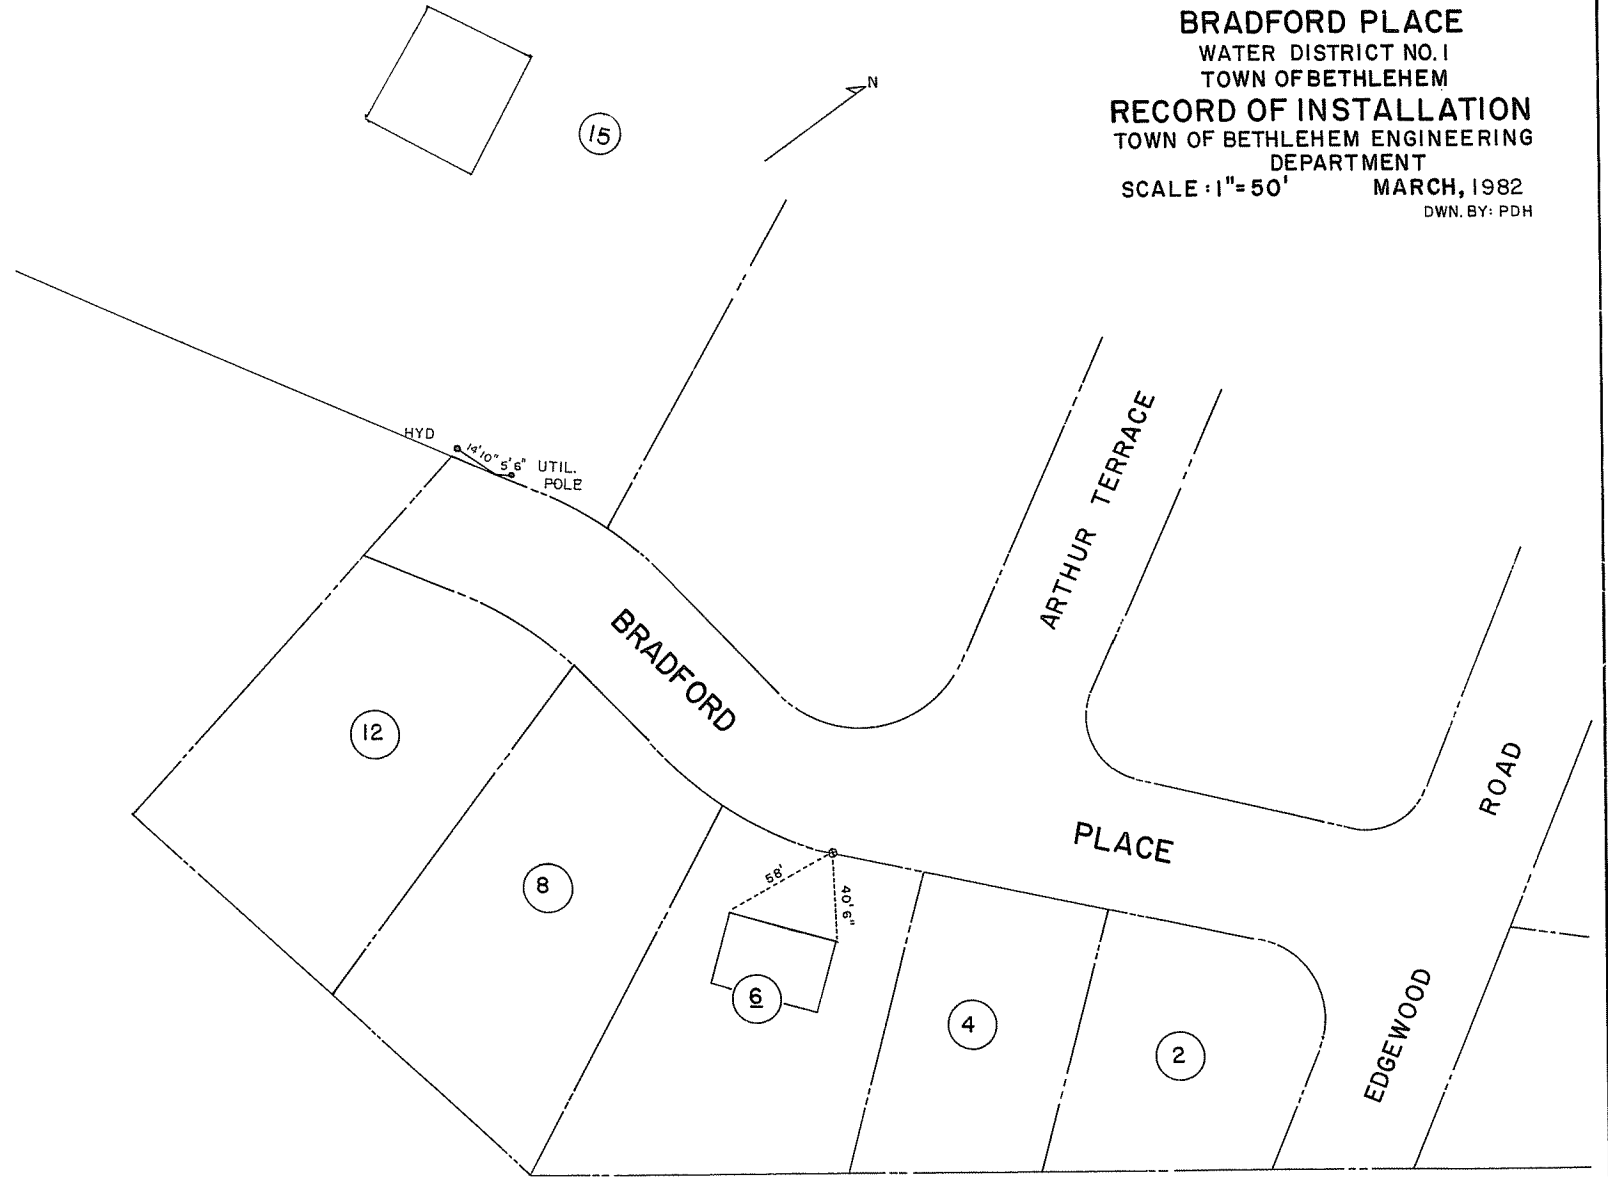 BRADFORD PLACE
WATER DISTRICT NO. 1
TOWN OF BETHLEHEM
RECORD OF INSTALLATION
TOWN OF BETHLEHEM ENGINEERING
DEPARTMENT
SCALE : 1"= 50' MARCH, 1982
DWN. BY: PDH
N
15
HYD
14'10" 5'6" UTIL.
POLE
ARTHUR TERRACE
BRADFORD
PLACE
EDGEWOOD ROAD
12
8
58'
40' 6"
6
4
2